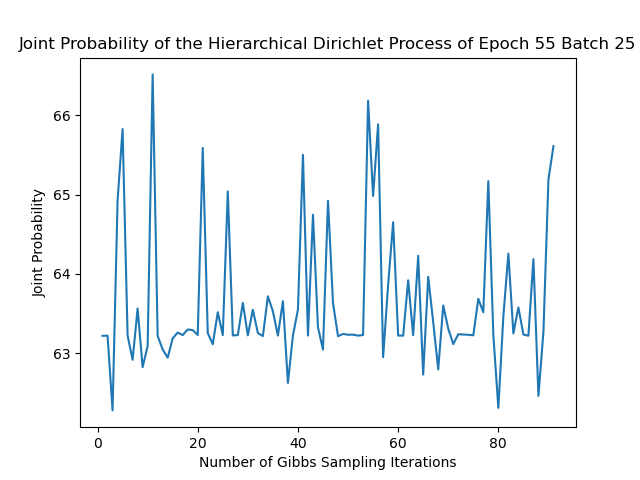 Joint Probability of the Hierarchical Dirichlet Process of Epoch 55 Batch 25
66
65
64
63
Joint Probability
0 20 40 60 80
Number of Gibbs Sampling Iterations